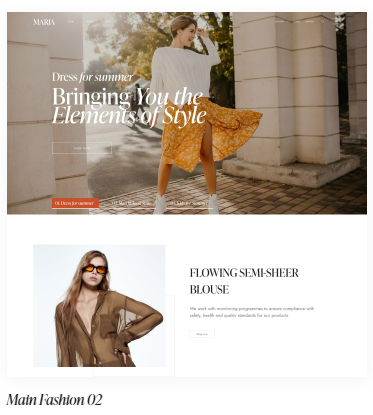 MARIA
Dress for summer
Bringing You the
Elements of Style
01. Dress for summer
FLOWING SEMI-SHEER
BLOUSE
We work with monitoring programmes to ensure compliance with
safety, health and quality standards for our products.
Main Fashion 02